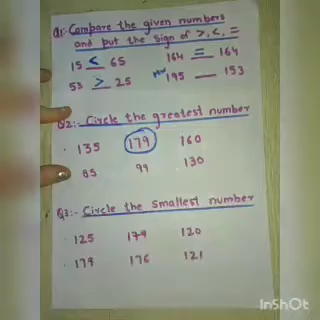 Q1:- Compare the given numbers
and put the sign of >, <, =
15 < 65 164 = 164
53 > 25 195 __ 153
Q2:- Circle the greatest number
135 179 160
85 99 130
Q3:- Circle the smallest number
125 179 120
179 176 121
InShOt